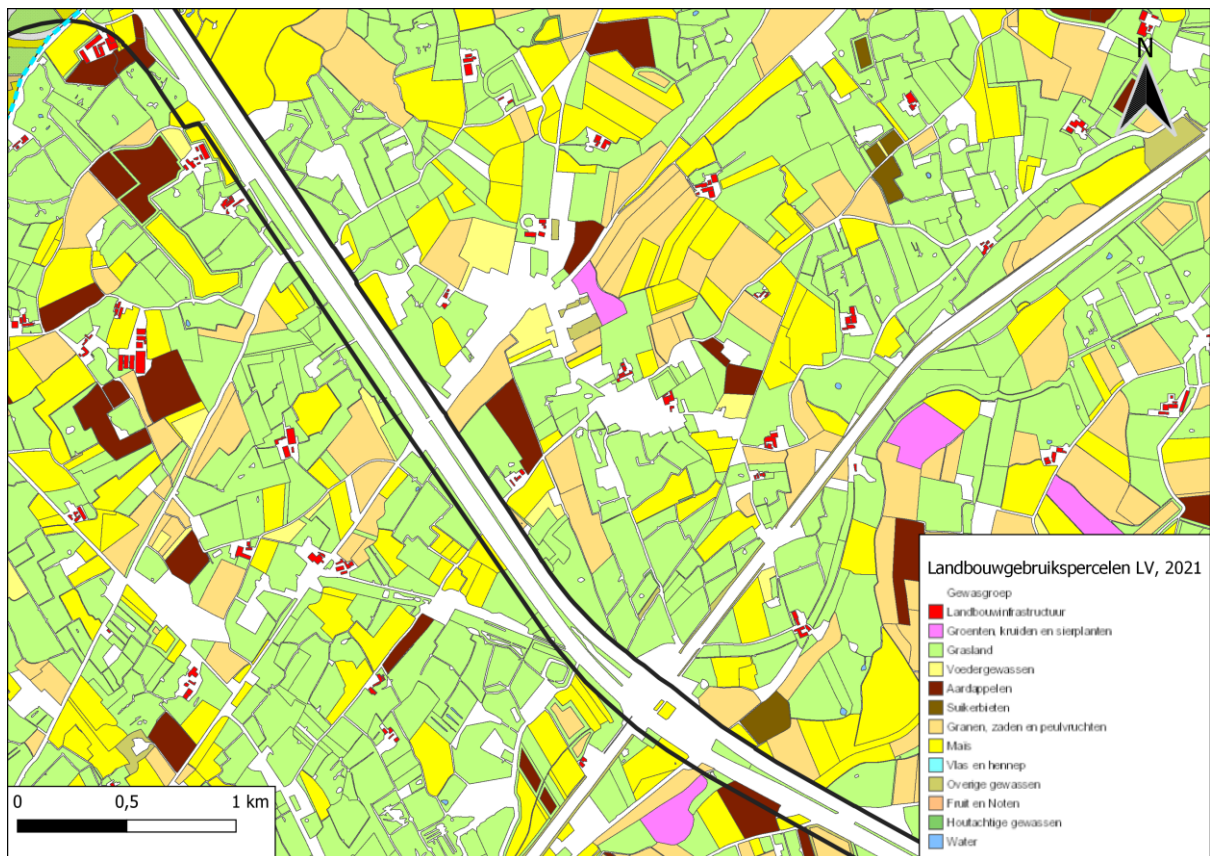 N
Landbouwgebruikspercelen LV, 2021
Gewasgroep
Landbouwinfrastructuur
Groenten, kruiden en sierplanten
Grasland
Voedergewassen
Aardappelen
Suikerbieten
Granen, zaden en peulvruchten
Maïs
Vlas en hennep
Overige gewassen
Fruit en Noten
Houtachtige gewassen
Water
0 0,5 1 km